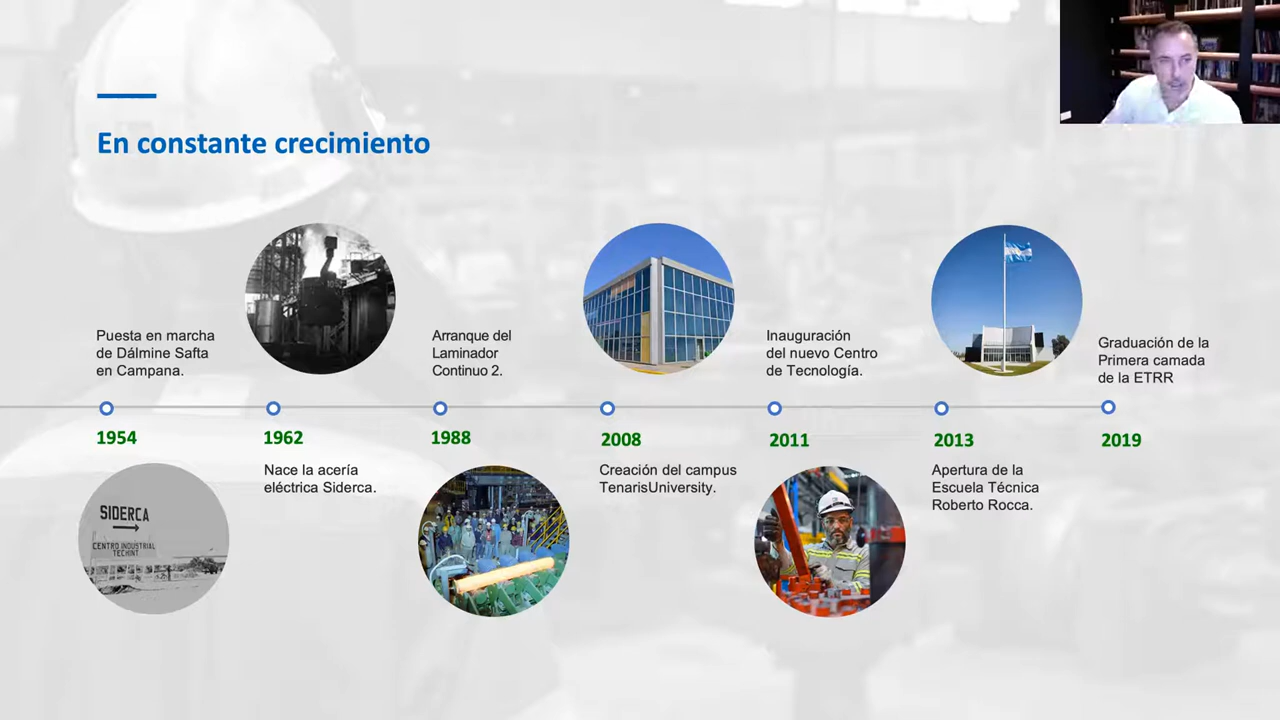 En constante crecimiento
Puesta en marcha
de Dálmine Safta
en Campana.
1954
SIDERCA
CENTRO INDUSTRIAL
TECHINT
1962
Nace la acería
eléctrica Siderca.
Arranque del
Laminador
Continuo 2.
1988
2008
Creación del campus
TenarisUniversity.
Inauguración
del nuevo Centro
de Tecnología.
2011
2013
Apertura de la
Escuela Técnica
Roberto Rocca.
Graduación de la
Primera camada
de la ETRR
2019